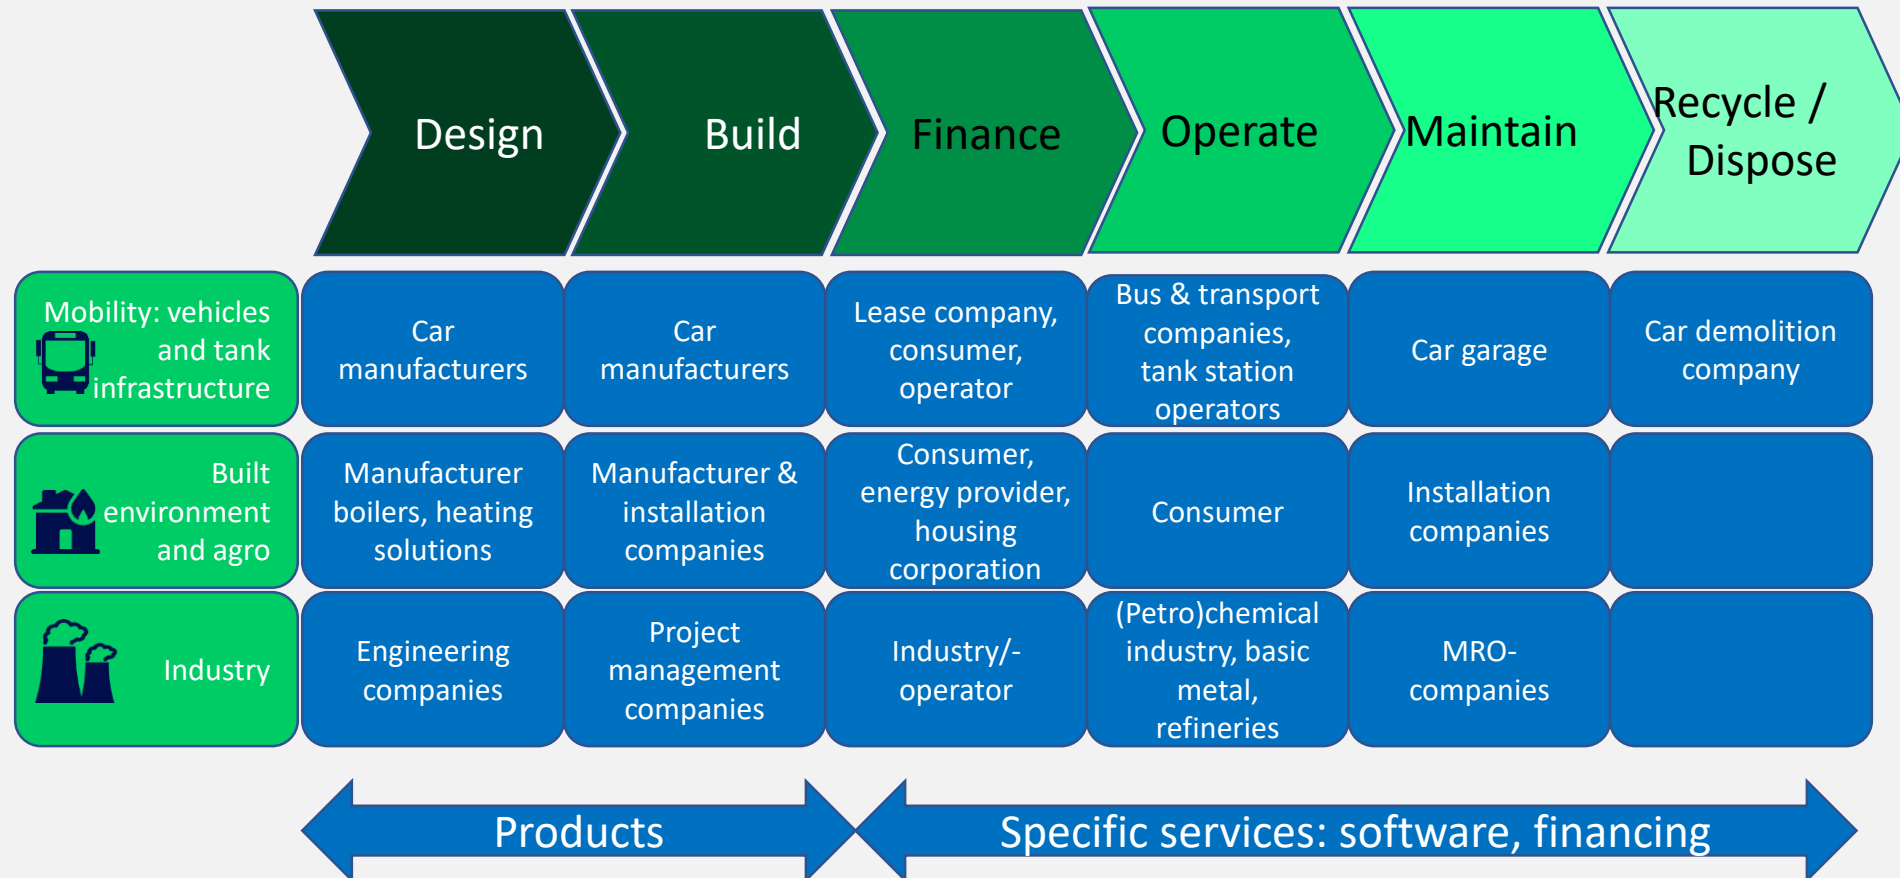 Design
Build
Finance
Operate
Maintain
Recycle /
Dispose
Mobility: vehicles
and tank
infrastructure
Car
manufacturers
Car
manufacturers
Lease company,
consumer,
operator
Bus & transport
companies,
tank station
operators
Car garage
Car demolition
company
Built
environment
and agro
Manufacturer
boilers, heating
solutions
Manufacturer &
installation
companies
Consumer,
energy provider,
housing
corporation
Consumer
Installation
companies
Industry
Engineering
companies
Project
management
companies
Industry/-
operator
(Petro)chemical
industry, basic
metal,
refineries
MRO-
companies
Products
Specific services: software, financing